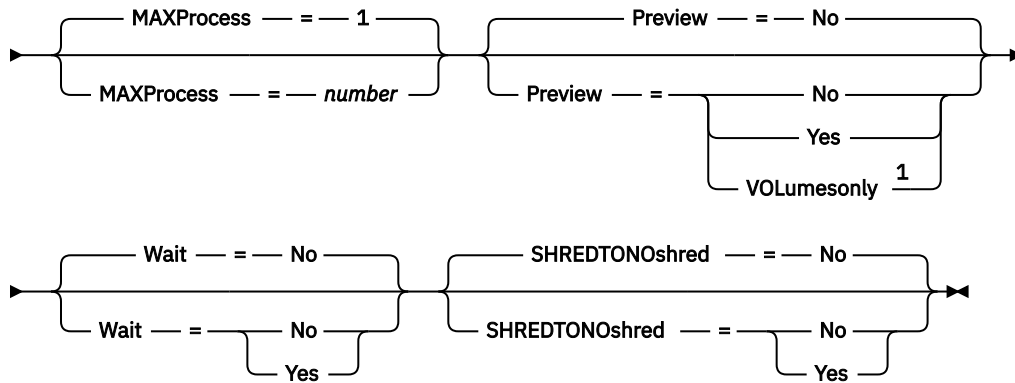 MAXProcess = 1 Preview = No
MAXProcess = number Preview = No
Yes
VOLumesonly 1
Wait = No SHREDTONOshred = No
Wait = No SHREDTONOshred = No
Yes Yes